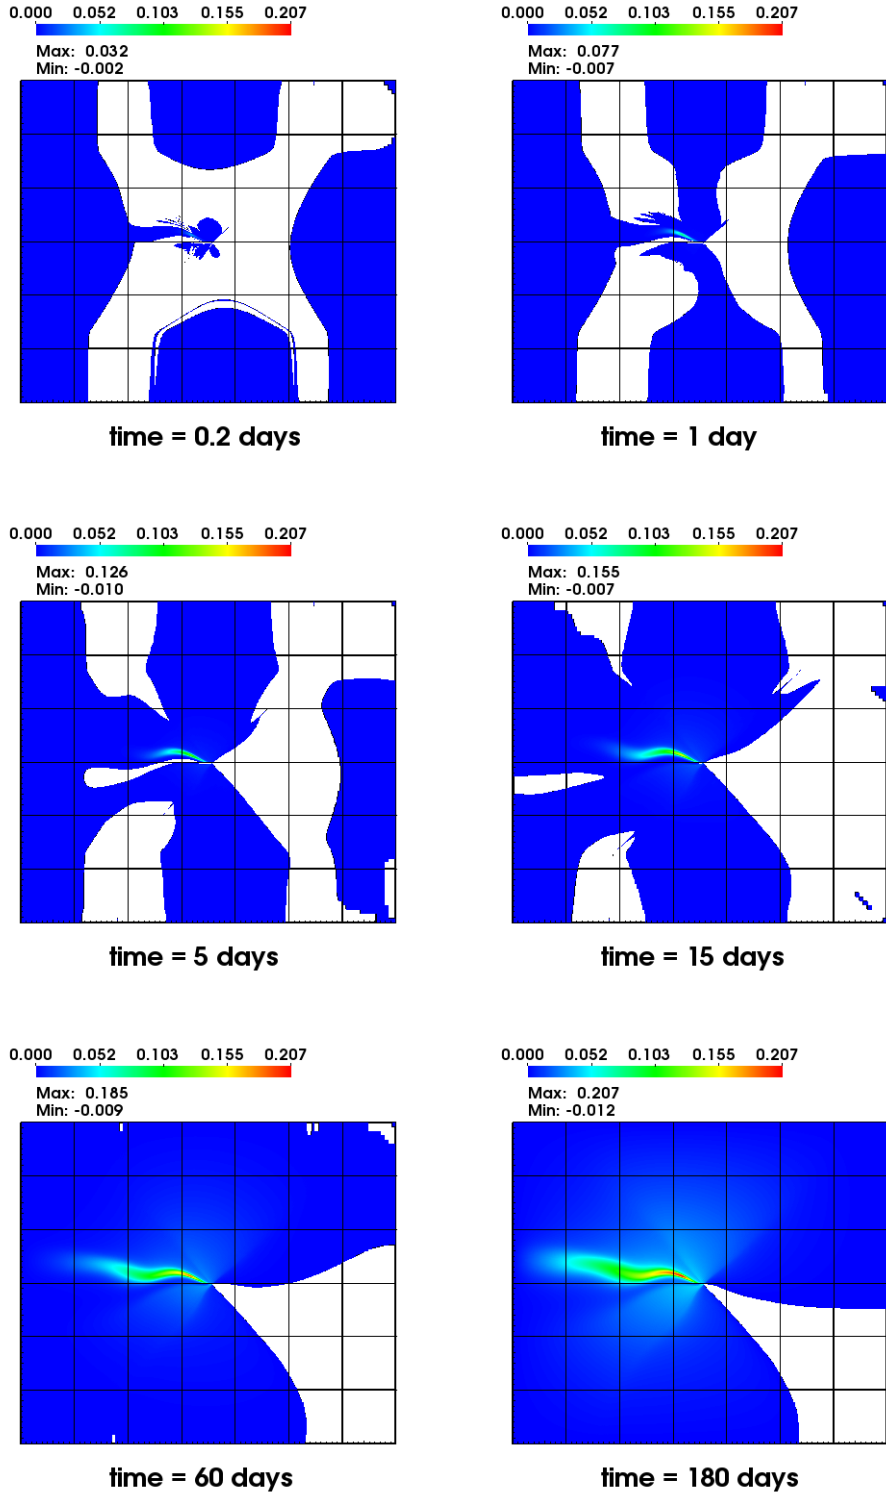 0.000 0.052 0.103 0.155 0.207
Max: 0.032
Min: -0.002
time = 0.2 days
0.000 0.052 0.103 0.155 0.207
Max: 0.077
Min: -0.007
time = 1 day
0.000 0.052 0.103 0.155 0.207
Max: 0.126
Min: -0.010
time = 5 days
0.000 0.052 0.103 0.155 0.207
Max: 0.155
Min: -0.007
time = 15 days
0.000 0.052 0.103 0.155 0.207
Max: 0.185
Min: -0.009
time = 60 days
0.000 0.052 0.103 0.155 0.207
Max: 0.207
Min: -0.012
time = 180 days